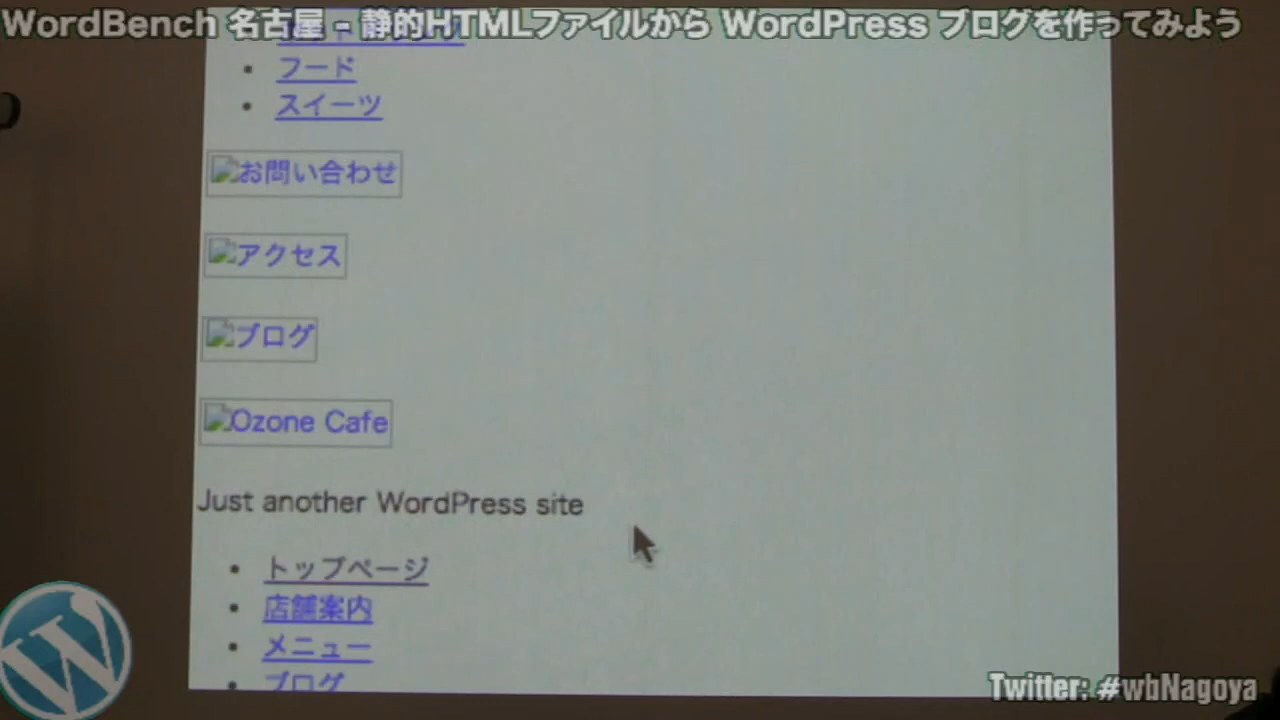 WordBench 名古屋 - 静的HTMLファイルから WordPress ブログを作ってみよう
フード
スイーツ
お問い合わせ
アクセス
ブログ
Ozone Cafe
Just another WordPress site
トップページ
店舗案内
メニュー
ブログ
Twitter: #wbNagoya